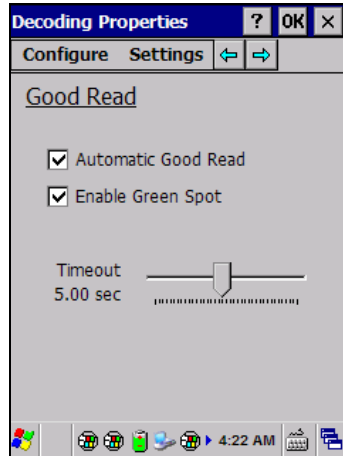 Decoding Properties ? OK ×
Configure Settings
Good Read
Automatic Good Read
Enable Green Spot
Timeout
5.00 sec
4:22 AM